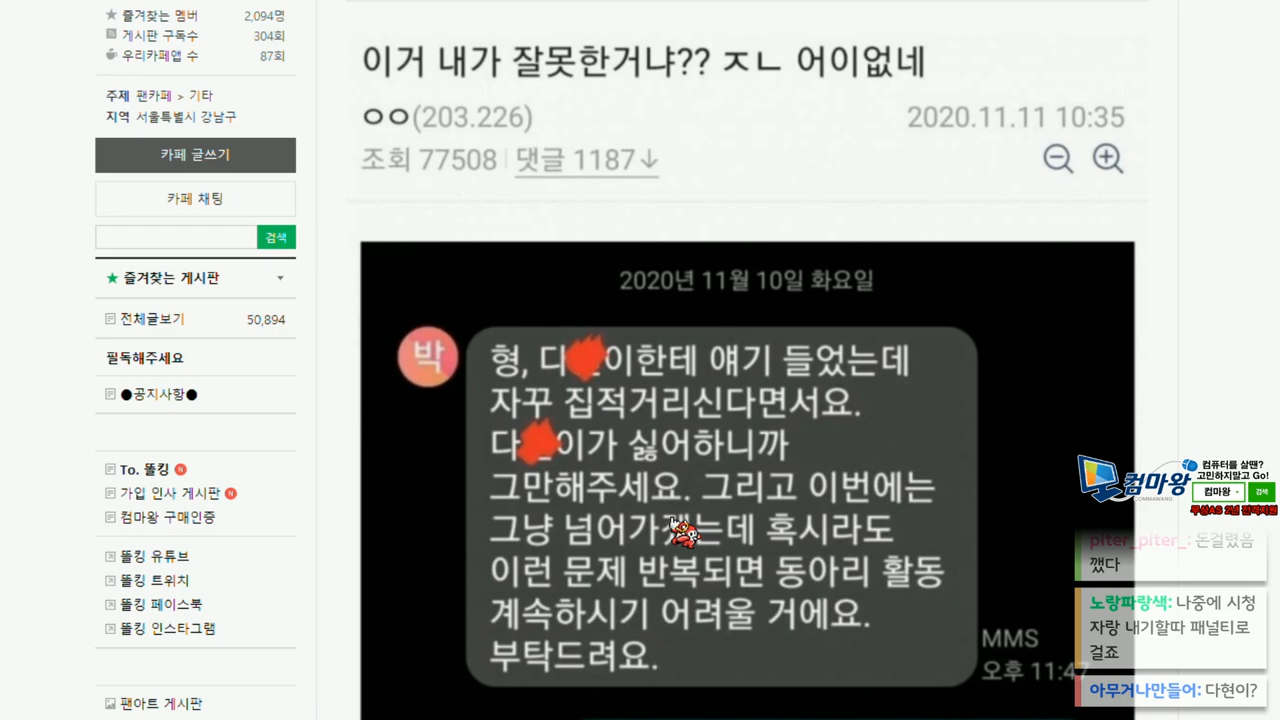 즐겨찾는 멤버 2,094명
게시판 구독수 304회
우리카페앱 수 87회
주제 팬카페 > 기타
지역 서울특별시 강남구
카페 글쓰기
카페 채팅
검색
즐겨찾는 게시판
전체글보기 50,894
필독해주세요
●공지사항●
To. 똘킹 N
가입 인사 게시판 N
컴마왕 구매인증
똘킹 유튜브
똘킹 트위치
똘킹 페이스북
똘킹 인스타그램
팬아트 게시판
이거 내가 잘못한거냐?? ㅈㄴ 어이없네
ㅇㅇ(203.226) 2020.11.11 10:35
조회 77508 댓글 1187↓
2020년 11월 10일 화요일
박
형, 다 이한테 얘기 들었는데
자꾸 집적거리신다면서요.
다 이가 싫어하니까
그만해주세요. 그리고 이번에는
그냥 넘어가겠는데 혹시라도
이런 문제 반복되면 동아리 활동
계속하시기 어려울 거에요.
부탁드려요.
MMS
오후 11:47
컴퓨터를 살땐?
고민하지말고 Go!
컴마왕
COMMAWANG
컴마왕 검색
무상AS 2년 전격지원
piter_piter_: 돈걸렸음
깼다
노랑파랑색: 나중에 시청
자랑 내기할따 패널티로
걸죠
아무거나만들어: 다현이?